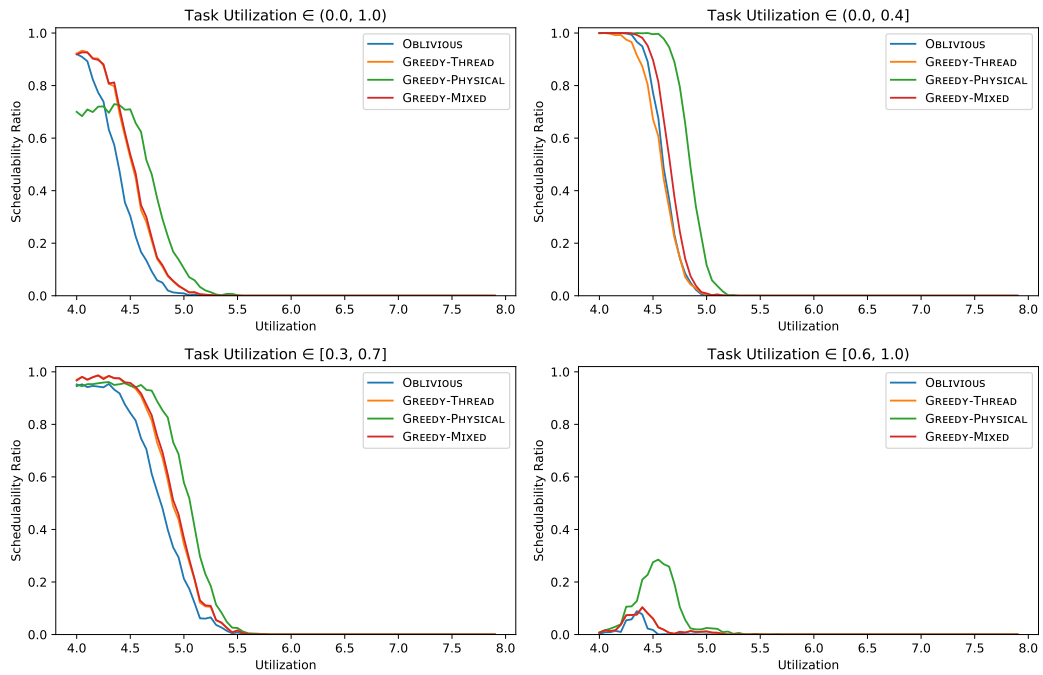 Task Utilization ∈ (0.0, 1.0)
1.0
0.8
0.6
0.4
0.2
0.0
Schedulability Ratio
Oblivious
Greedy-Thread
Greedy-Physical
Greedy-Mixed
4.0 4.5 5.0 5.5 6.0 6.5 7.0 7.5 8.0
Utilization
Task Utilization ∈ (0.0, 0.4]
1.0
0.8
0.6
0.4
0.2
0.0
Schedulability Ratio
Oblivious
Greedy-Thread
Greedy-Physical
Greedy-Mixed
4.0 4.5 5.0 5.5 6.0 6.5 7.0 7.5 8.0
Utilization
Task Utilization ∈ [0.3, 0.7]
1.0
0.8
0.6
0.4
0.2
0.0
Schedulability Ratio
Oblivious
Greedy-Thread
Greedy-Physical
Greedy-Mixed
4.0 4.5 5.0 5.5 6.0 6.5 7.0 7.5 8.0
Utilization
Task Utilization ∈ [0.6, 1.0)
1.0
0.8
0.6
0.4
0.2
0.0
Schedulability Ratio
Oblivious
Greedy-Thread
Greedy-Physical
Greedy-Mixed
4.0 4.5 5.0 5.5 6.0 6.5 7.0 7.5 8.0
Utilization